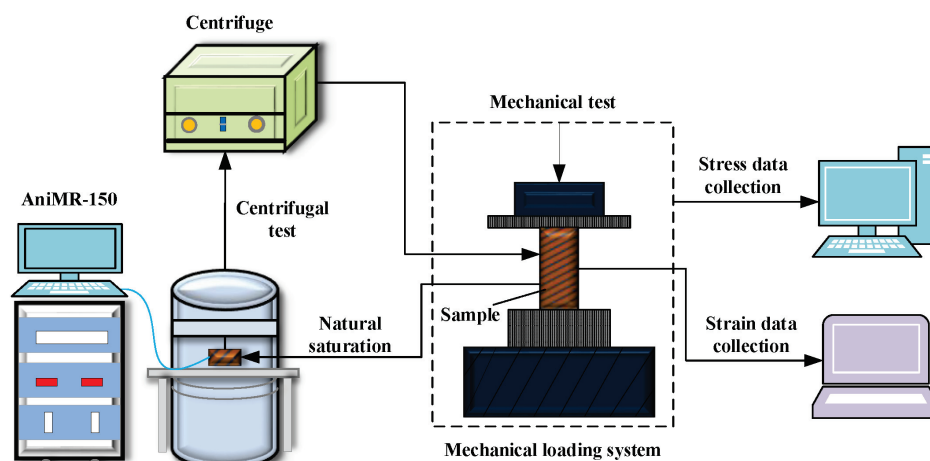 Centrifuge
Mechanical test
Stress data
collection
AniMR-150
Centrifugal
test
Natural
saturation
Sample
Strain data
collection
Mechanical loading system